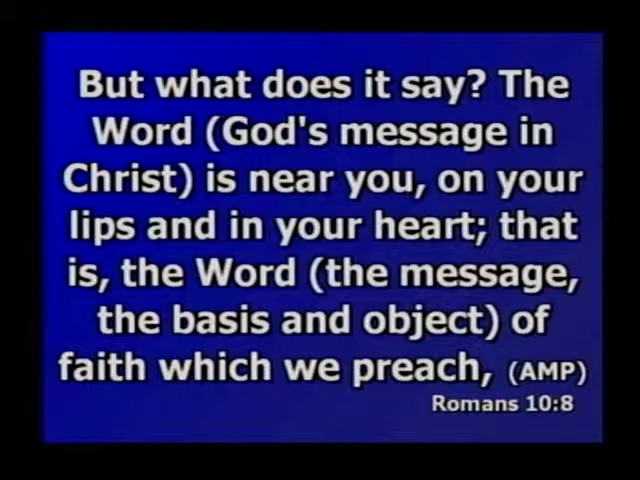 But what does it say? The
Word (God's message in
Christ) is near you, on your
lips and in your heart; that
is, the Word (the message,
the basis and object) of
faith which we preach, (AMP)
Romans 10:8